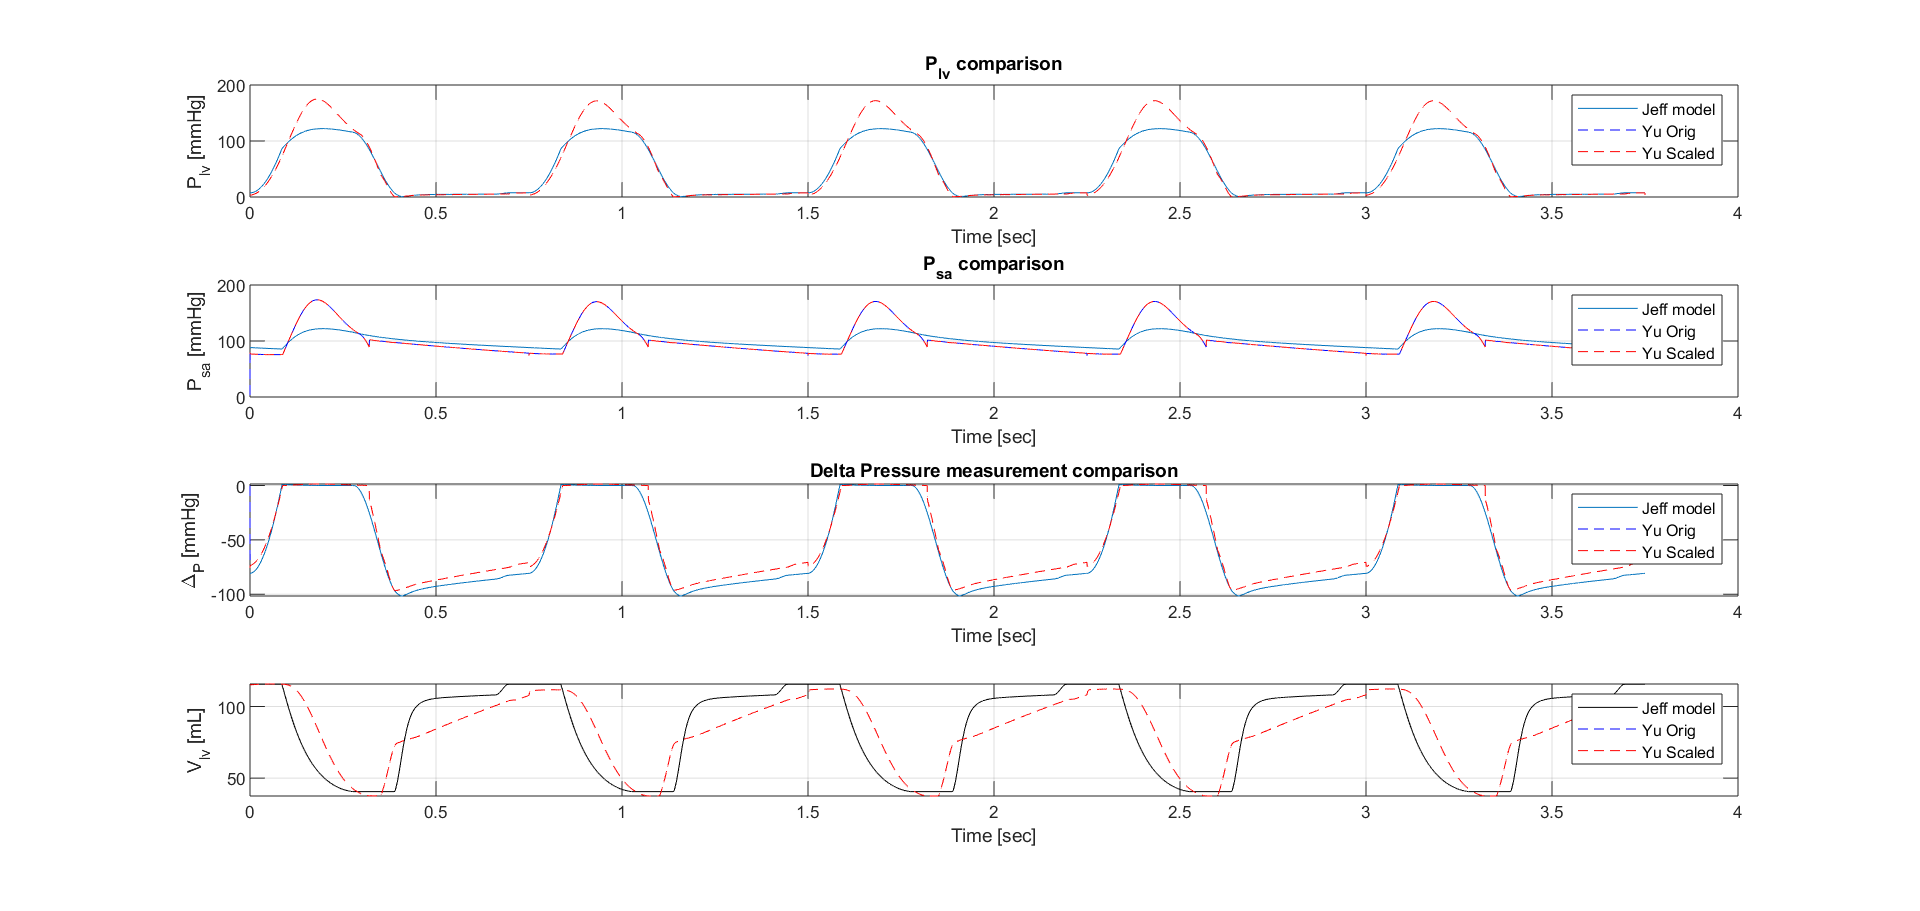 P_lv comparison
200
100
0
P_lv [mmHg]
Jeff model
Yu Orig
Yu Scaled
0 0.5 1 1.5 2 2.5 3 3.5 4
Time [sec]
P_sa comparison
200
100
0
P_sa [mmHg]
Jeff model
Yu Orig
Yu Scaled
0 0.5 1 1.5 2 2.5 3 3.5 4
Time [sec]
Delta Pressure measurement comparison
0
-50
-100
Δ_P [mmHg]
Jeff model
Yu Orig
Yu Scaled
0 0.5 1 1.5 2 2.5 3 3.5 4
Time [sec]
100
50
V_lv [mL]
Jeff model
Yu Orig
Yu Scaled
0 0.5 1 1.5 2 2.5 3 3.5 4
Time [sec]